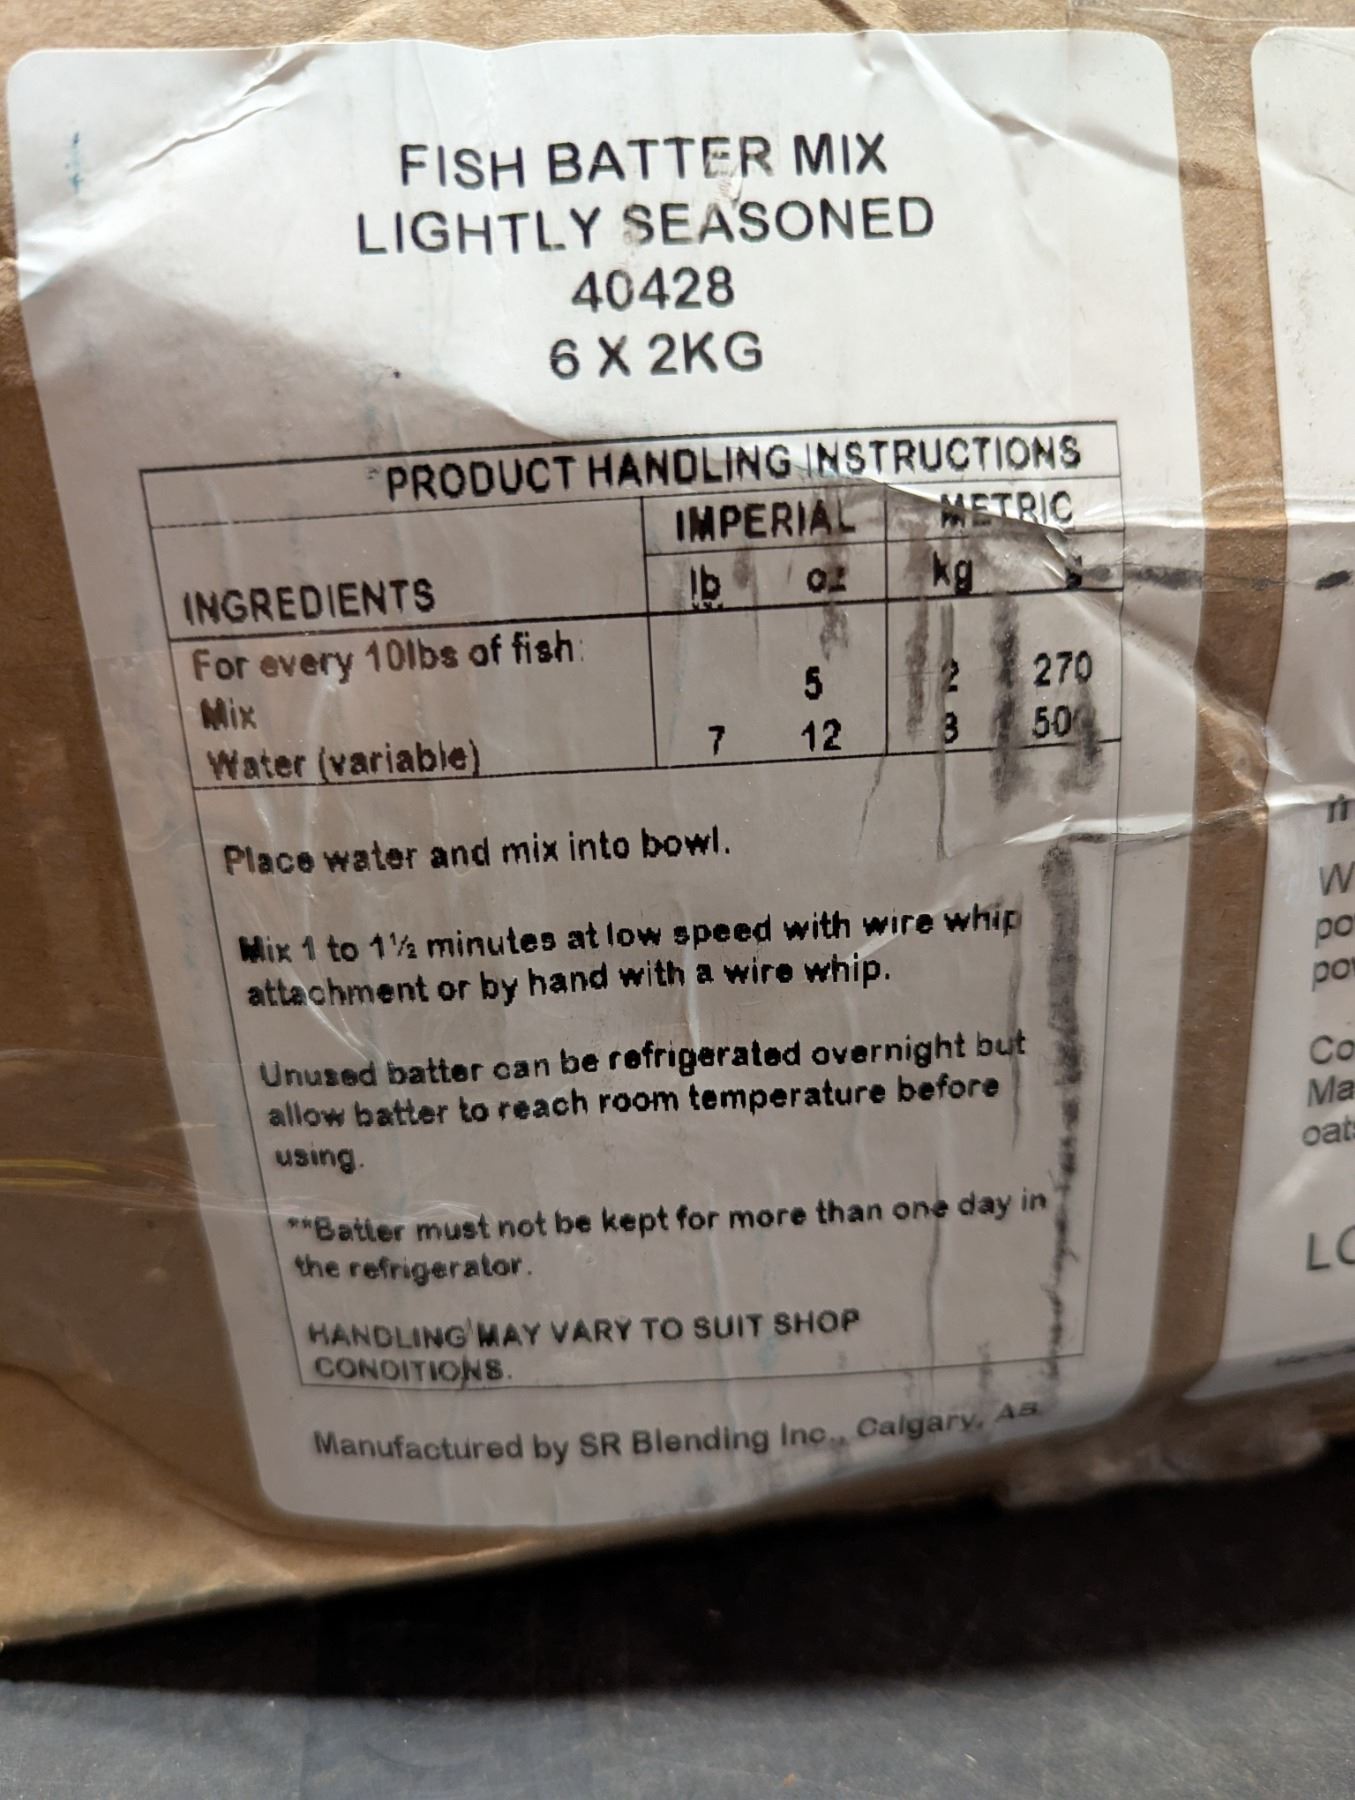 FISH BATTER MIX
LIGHTLY SEASONED
40428
6 X 2KG
PRODUCT HANDLING INSTRUCTIONS
IMPERIAL METRIC
INGREDIENTS lb oz kg
For every 10lbs of fish:
Mix 5 2 270
Water (variable) 7 12 3 50
Place water and mix into bowl.
Mix 1 to 1½ minutes at low speed with wire whip
attachment or by hand with a wire whip.
Unused batter can be refrigerated overnight but
allow batter to reach room temperature before
using.
**Batter must not be kept for more than one day in
the refrigerator.
HANDLING MAY VARY TO SUIT SHOP
CONDITIONS.
Manufactured by SR Blending Inc., Calgary, AB